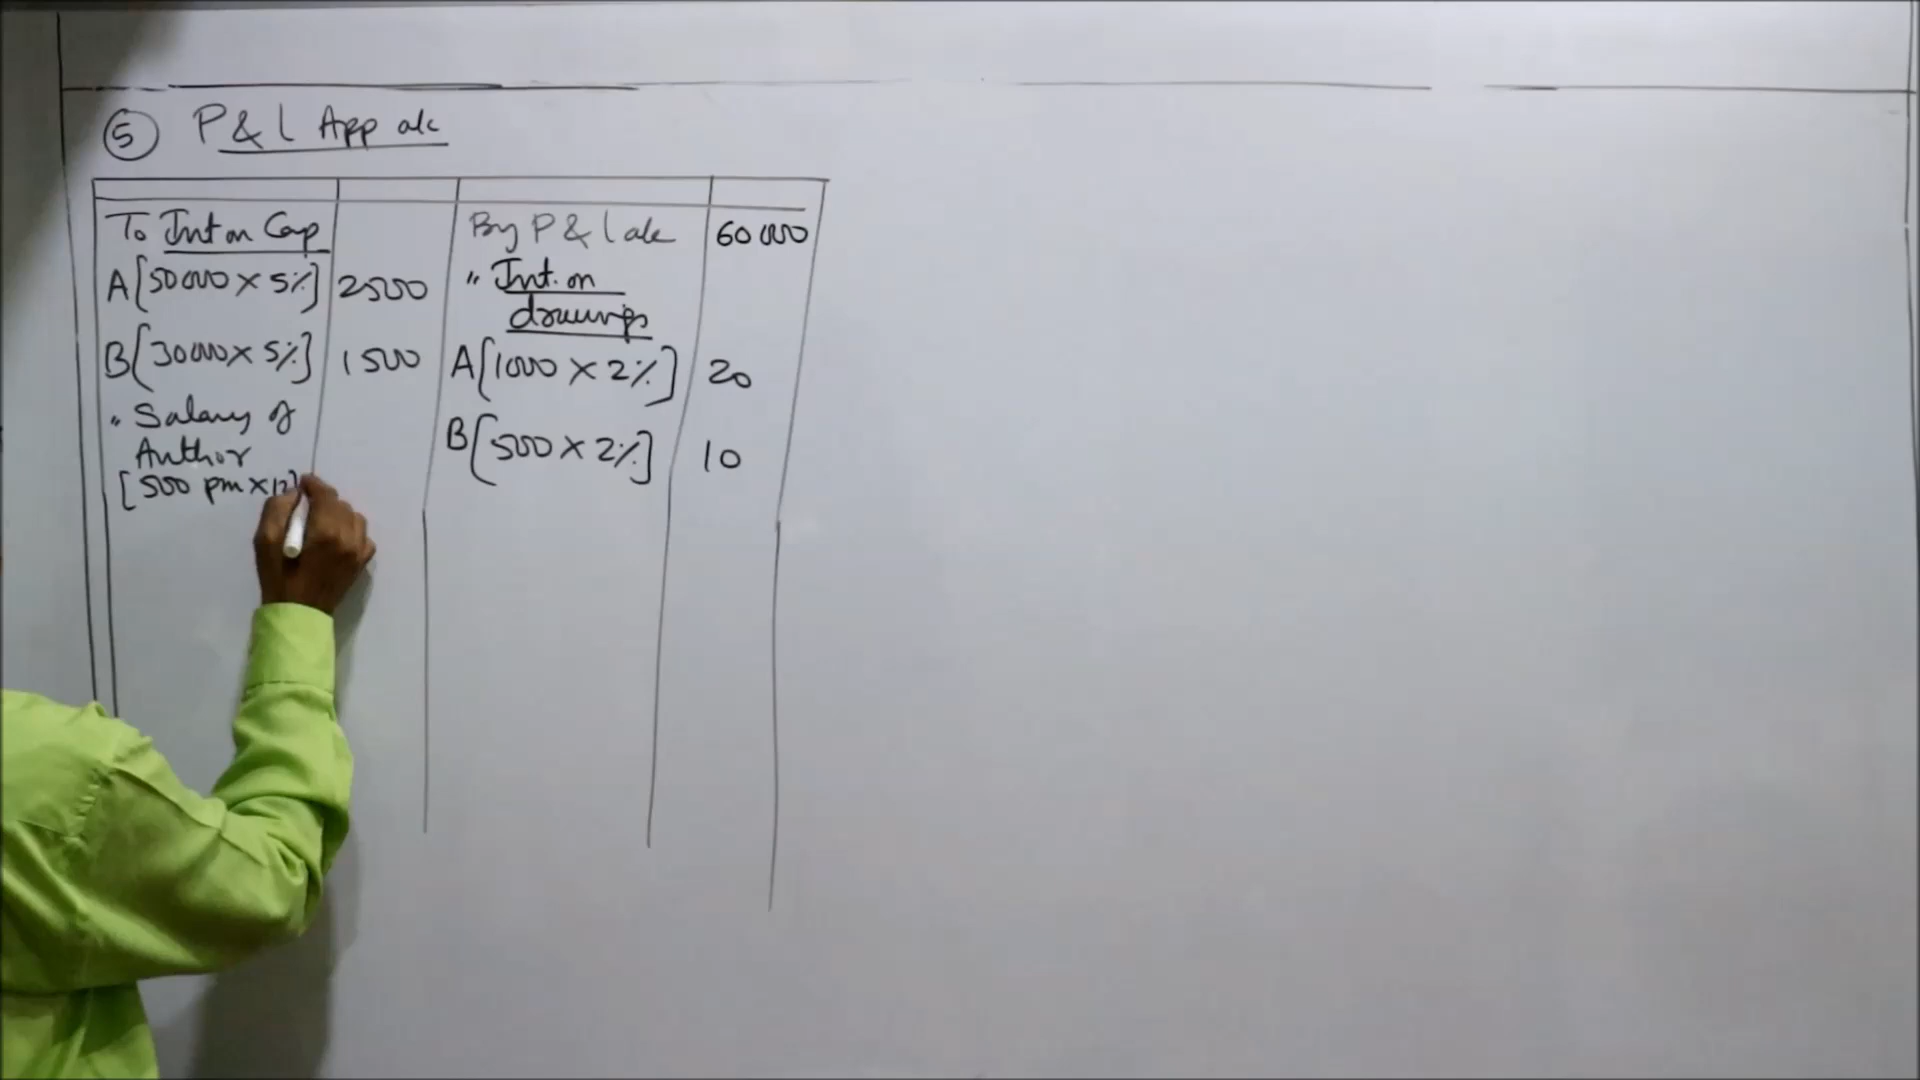 5 P & L App a/c
To Int on Cap
A [50000 X 5%] 2500
B [30000 X 5%] 1500
" Salary of
Author
[500 pm X 12]
By P & L a/c 60000
" Int. on
drawings
A [1000 X 2%] 20
B [500 X 2%] 10